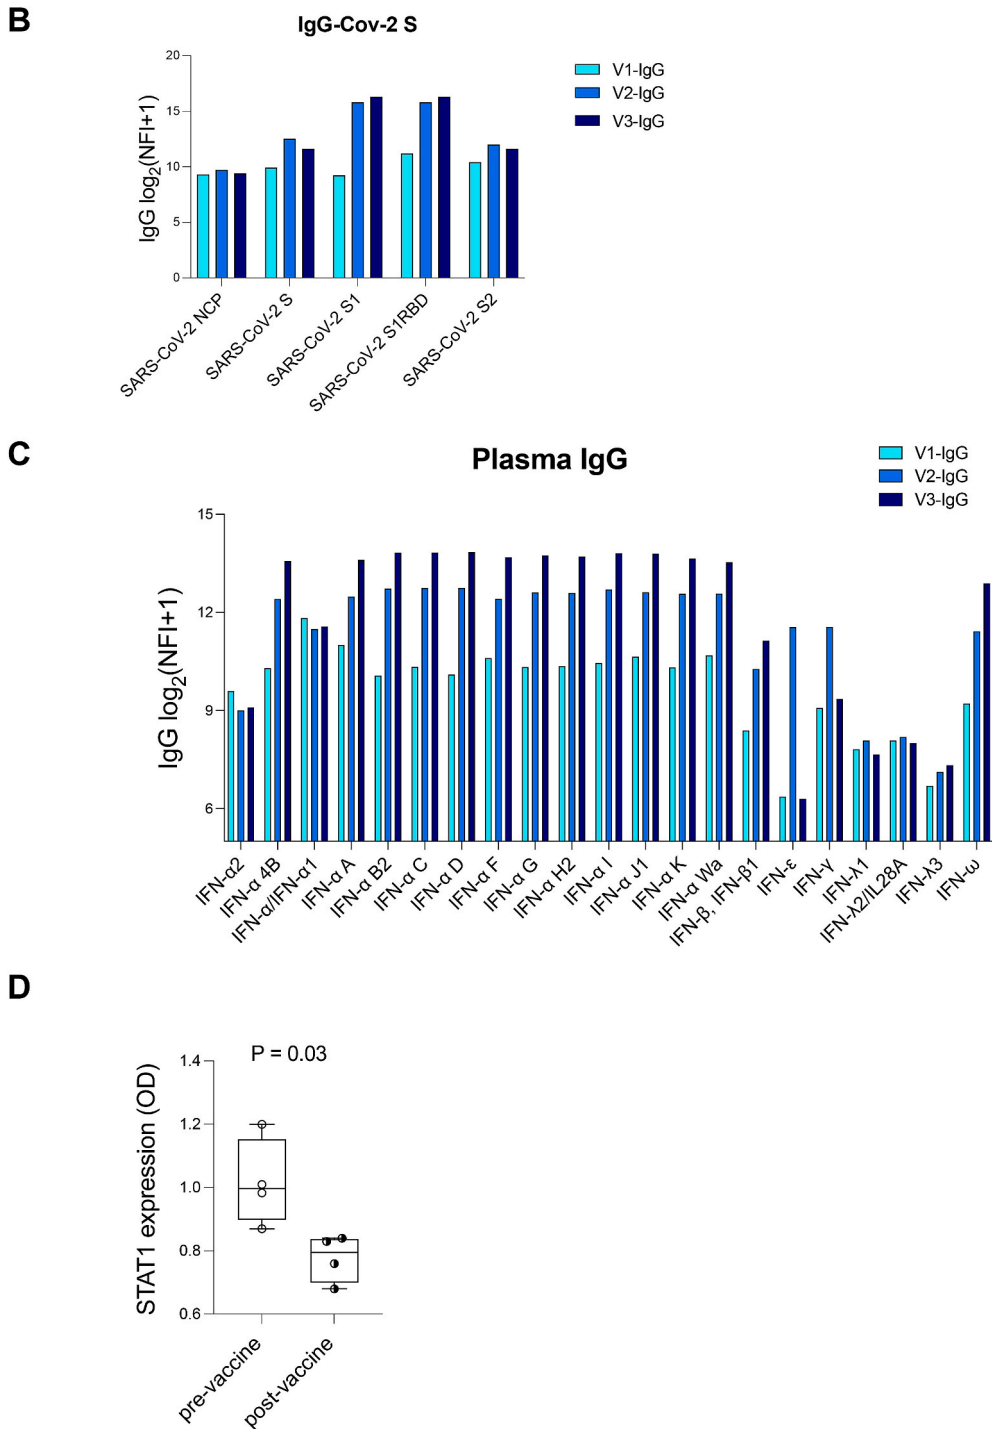 B
IgG-Cov-2 S
V1-IgG
V2-IgG
V3-IgG
IgG log2(NFI+1)
20
15
10
5
0
SARS-CoV-2 NCP
SARS-CoV-2 S
SARS-CoV-2 S1
SARS-CoV-2 S1RBD
SARS-CoV-2 S2
C
Plasma IgG
V1-IgG
V2-IgG
V3-IgG
IgG log2(NFI+1)
15
12
9
6
IFN-α2
IFN-α 4B
IFN-α/IFN-α1
IFN-α A
IFN-α B2
IFN-α C
IFN-α D
IFN-α F
IFN-α G
IFN-α H2
IFN-α I
IFN-α J1
IFN-α K
IFN-α Wa
IFN-β, IFN-β1
IFN-ε
IFN-γ
IFN-λ1
IFN-λ2/IL28A
IFN-λ3
IFN-ω
D
P = 0.03
STAT1 expression (OD)
1.4
1.2
1.0
0.8
0.6
pre-vaccine
post-vaccine